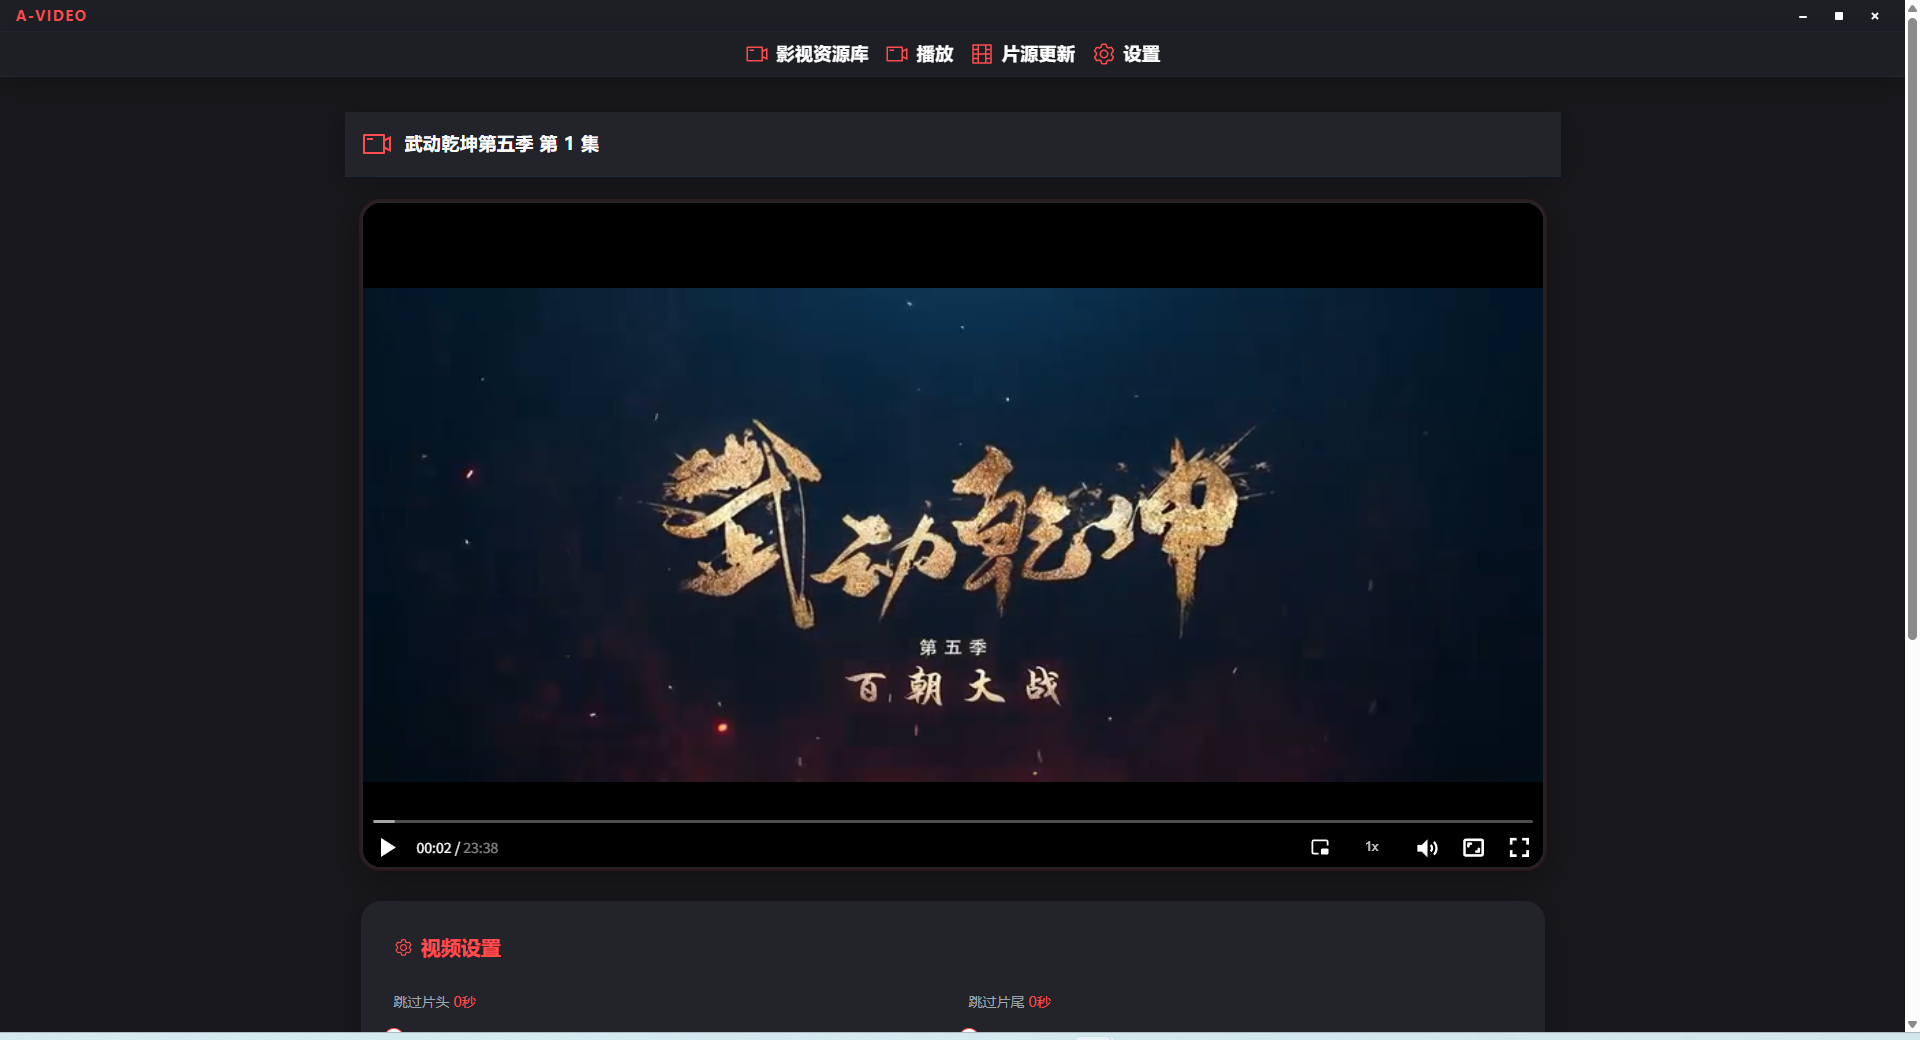 A-VIDEO
影视资源库 播放 片源更新 设置
武动乾坤第五季 第 1 集
武动乾坤
第五季
百朝大战
00:02 / 23:38 1x
视频设置
跳过片头 0秒 跳过片尾 0秒